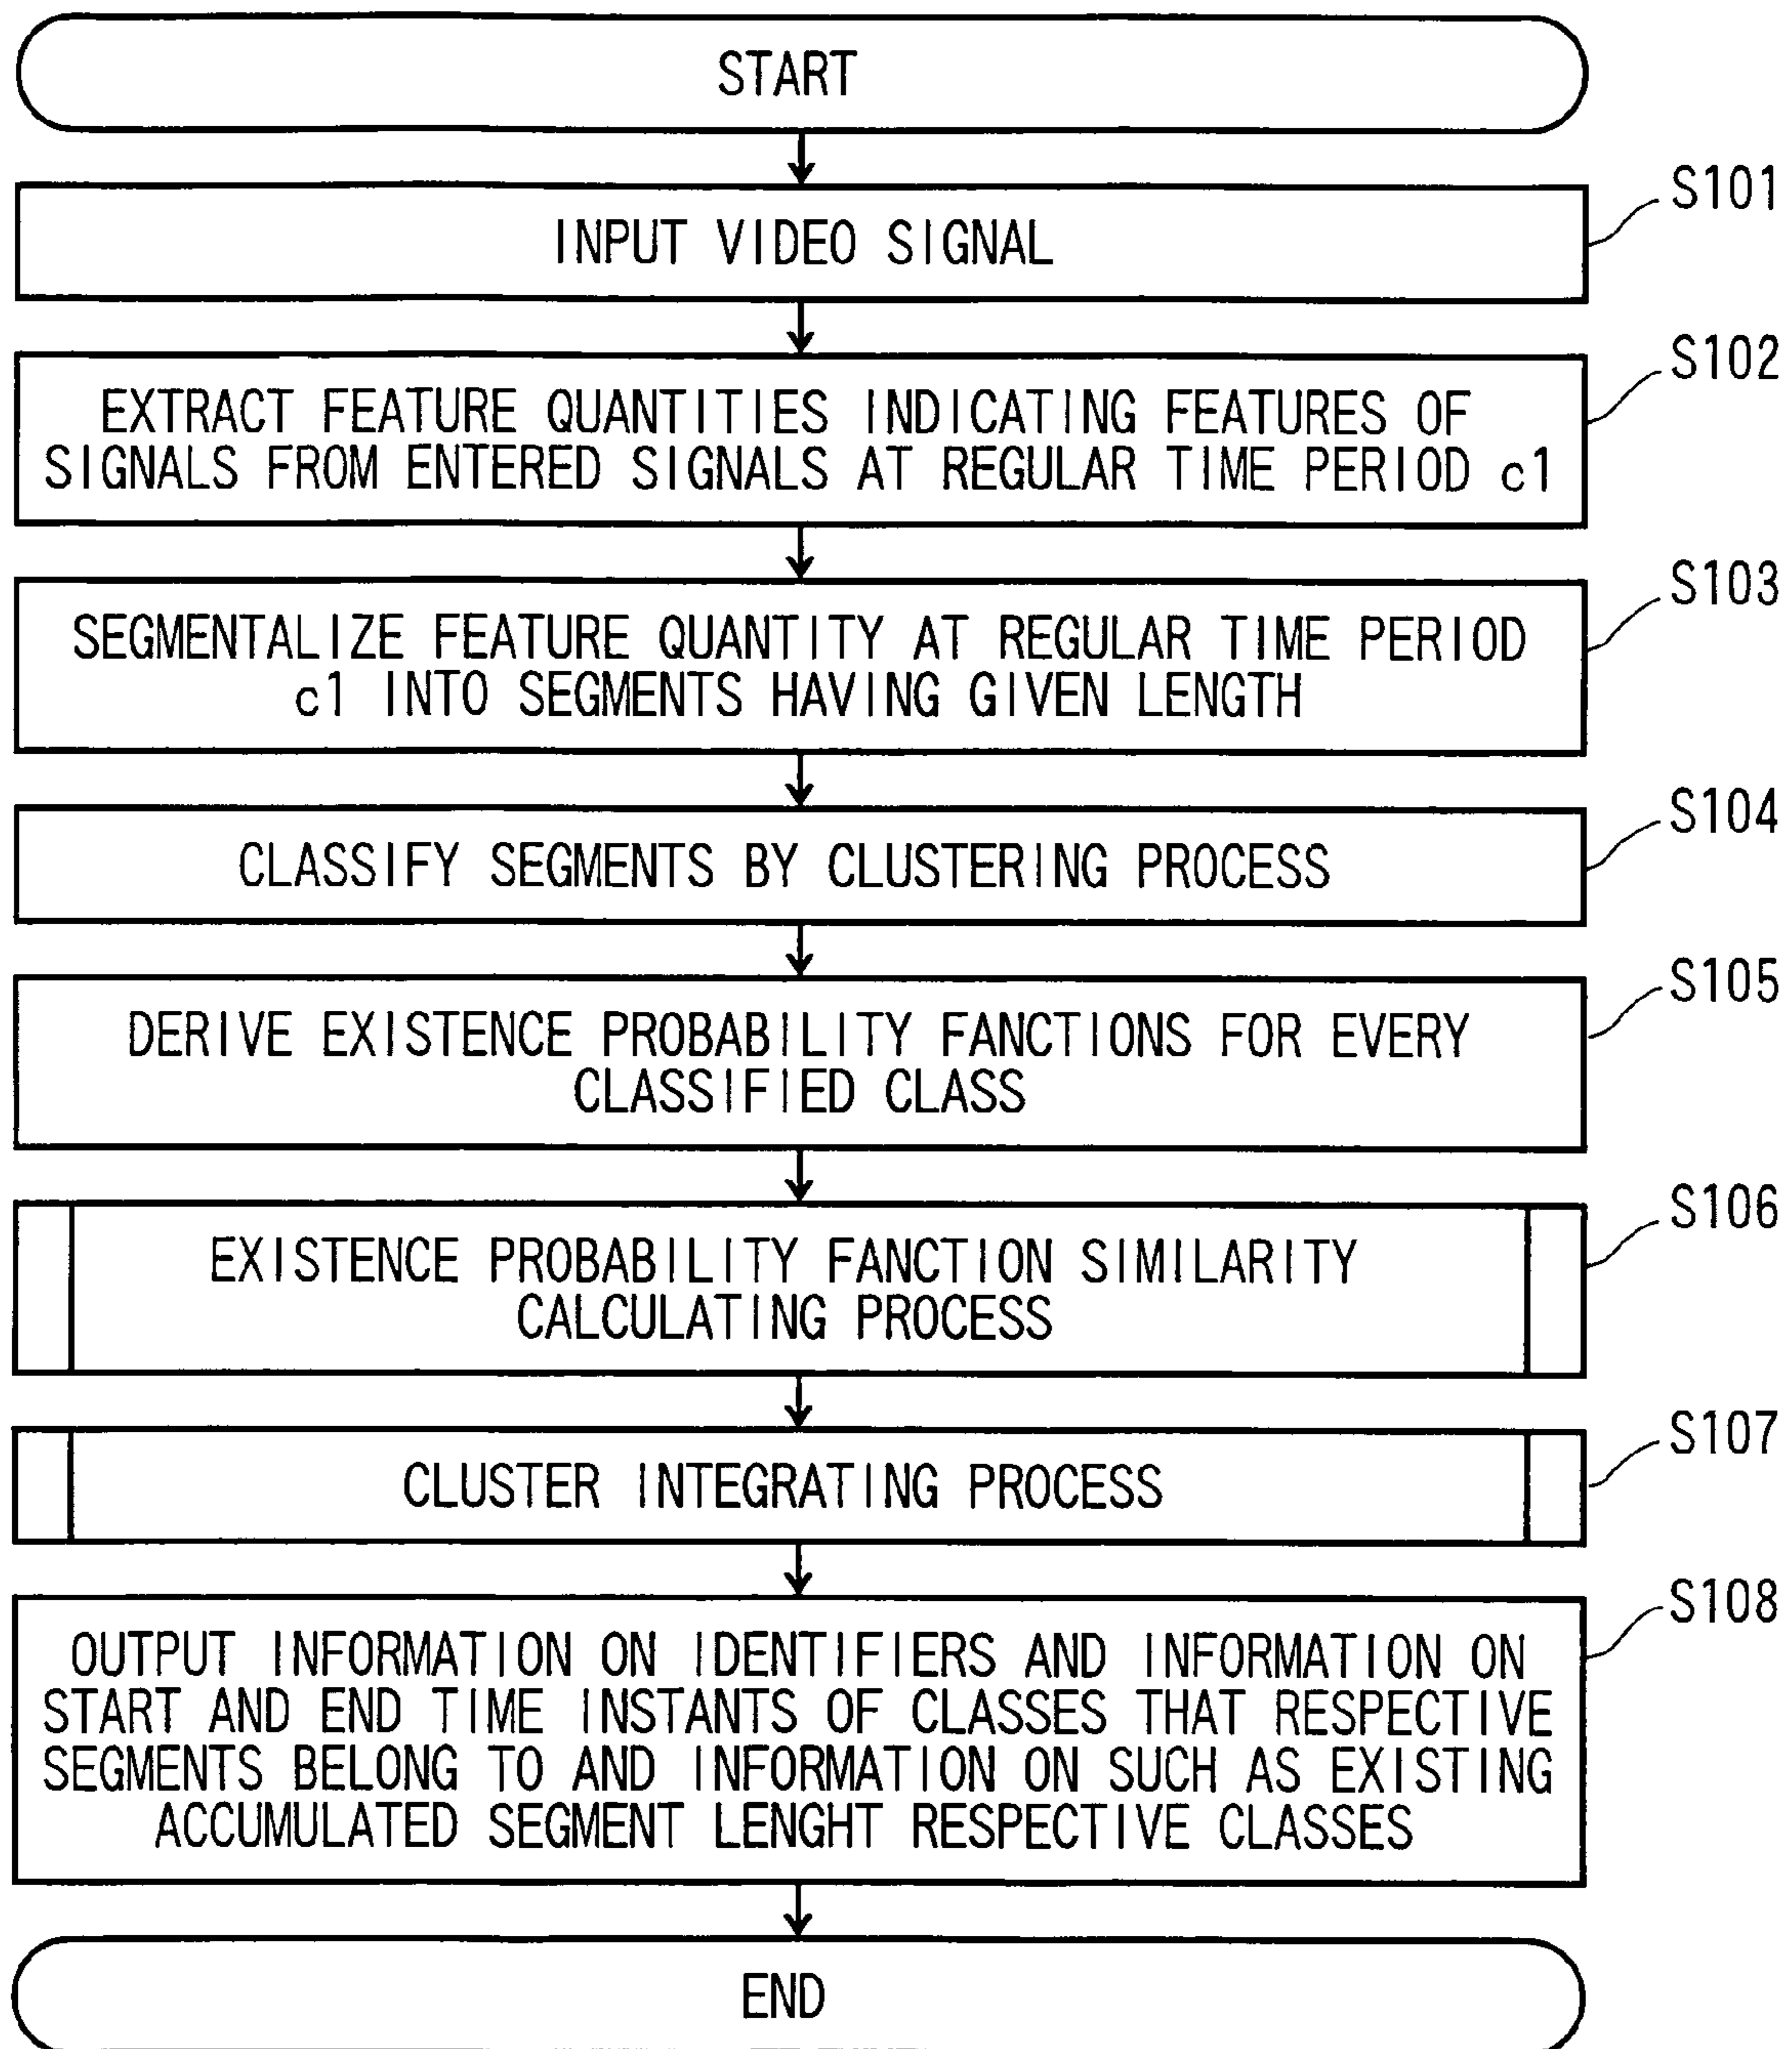 START
S101
INPUT VIDEO SIGNAL
S102
EXTRACT FEATURE QUANTITIES INDICATING FEATURES OF
SIGNALS FROM ENTERED SIGNALS AT REGULAR TIME PERIOD c1
S103
SEGMENTALIZE FEATURE QUANTITY AT REGULAR TIME PERIOD
c1 INTO SEGMENTS HAVING GIVEN LENGTH
S104
CLASSIFY SEGMENTS BY CLUSTERING PROCESS
S105
DERIVE EXISTENCE PROBABILITY FANCTIONS FOR EVERY
CLASSIFIED CLASS
S106
EXISTENCE PROBABILITY FANCTION SIMILARITY
CALCULATING PROCESS
S107
CLUSTER INTEGRATING PROCESS
S108
OUTPUT INFORMATION ON IDENTIFIERS AND INFORMATION ON
START AND END TIME INSTANTS OF CLASSES THAT RESPECTIVE
SEGMENTS BELONG TO AND INFORMATION ON SUCH AS EXISTING
ACCUMULATED SEGMENT LENGHT RESPECTIVE CLASSES
END